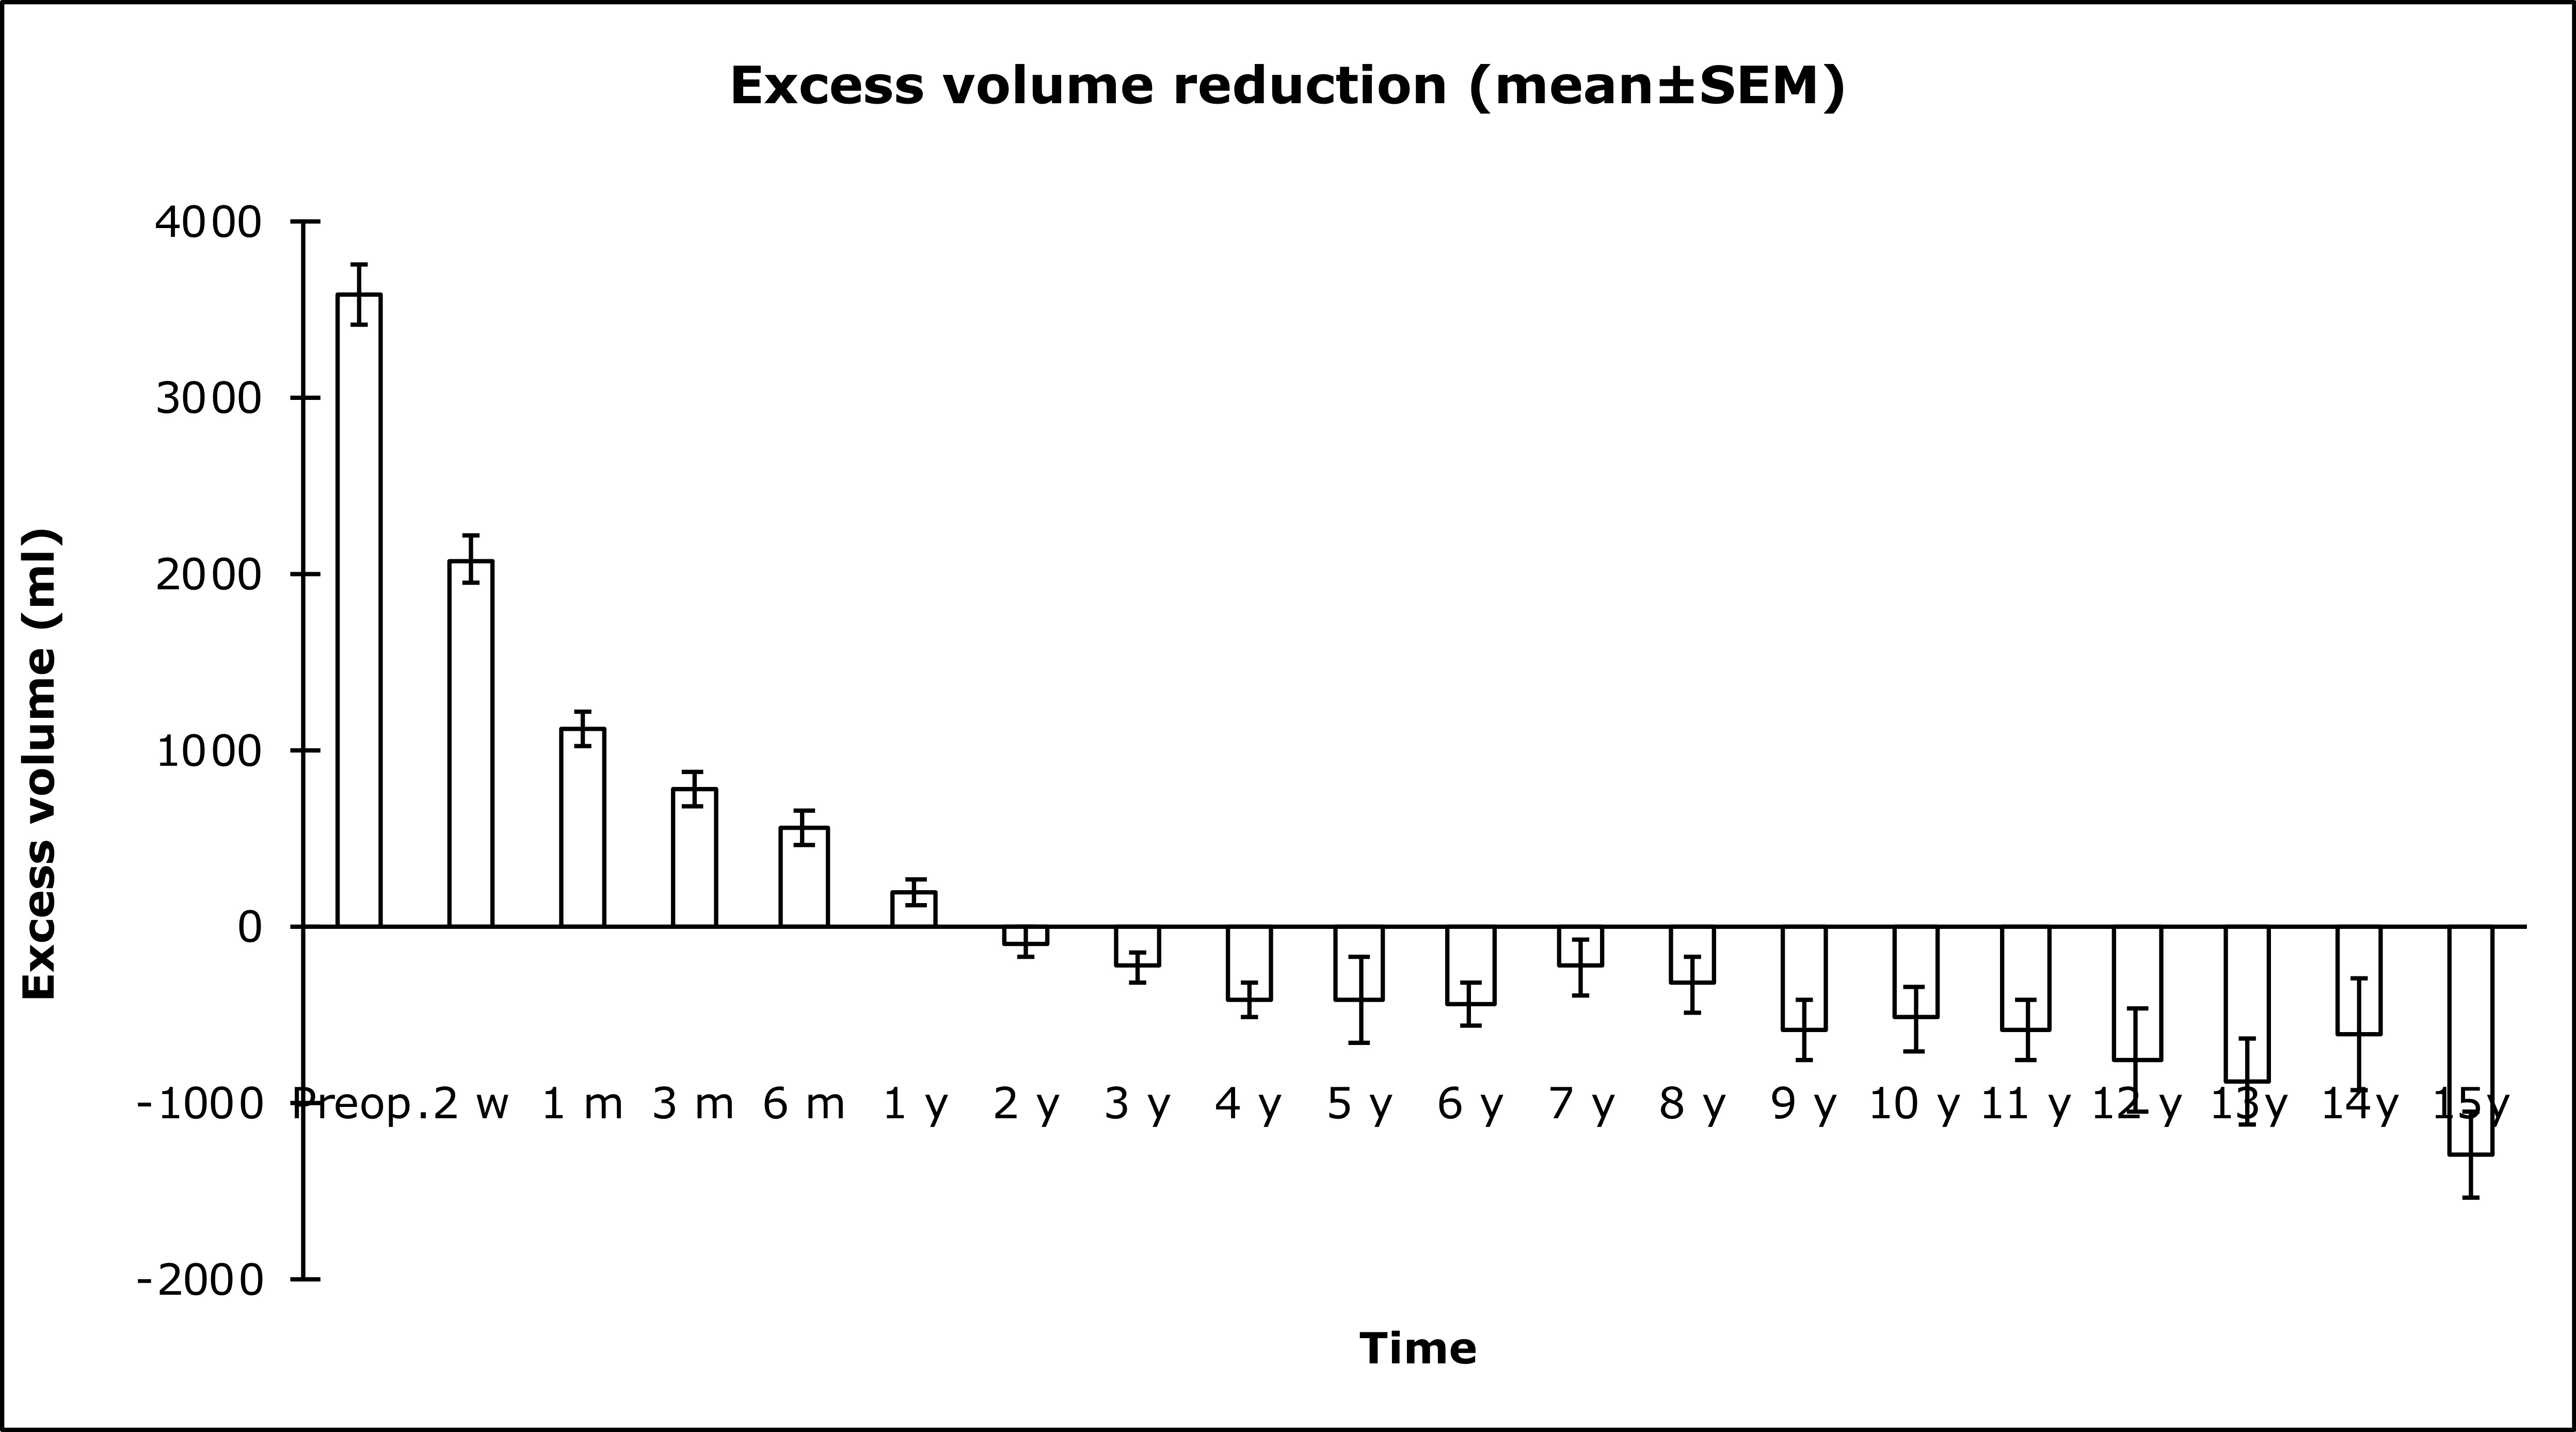 Excess volume reduction (mean±SEM)
Excess volume (ml)
4000
3000
2000
1000
0
-1000
-2000
Preop. 2 w 1 m 3 m 6 m 1 y 2 y 3 y 4 y 5 y 6 y 7 y 8 y 9 y 10 y 11 y 12 y 13y 14y 15y
Time